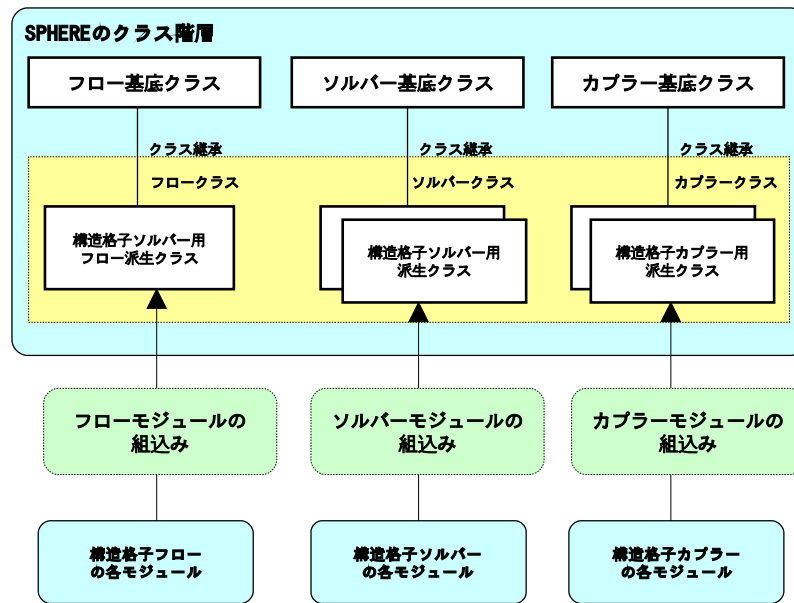 SPHEREのクラス階層
フロー基底クラス
ソルバー基底クラス
カプラー基底クラス
クラス継承
クラス継承
クラス継承
フロークラス
ソルバークラス
カプラークラス
構造格子ソルバー用
フロー派生クラス
構造格子ソルバー用
派生クラス
構造格子カプラー用
派生クラス
フローモジュールの
組込み
ソルバーモジュールの
組込み
カプラーモジュールの
組込み
構造格子フロー
の各モジュール
構造格子ソルバー
の各モジュール
構造格子カプラー
の各モジュール